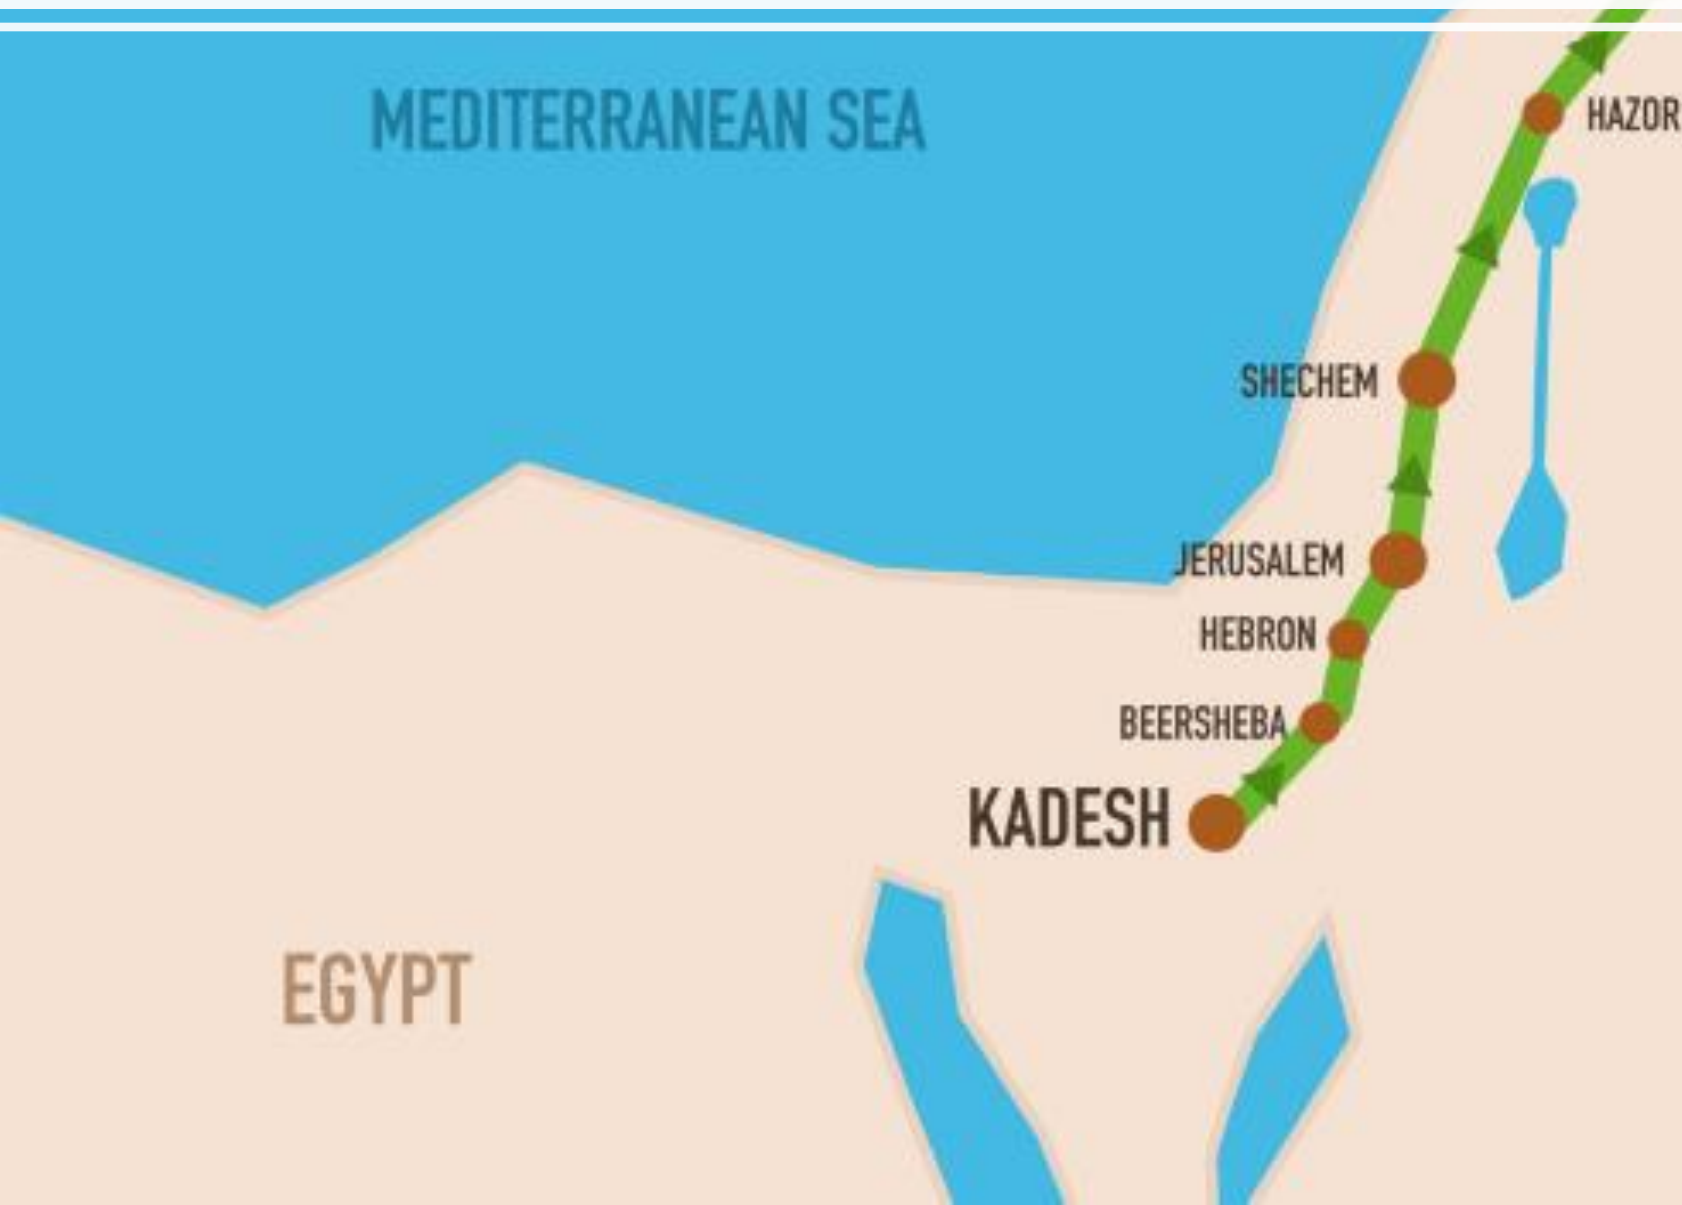 MEDITERRANEAN SEA
HAZOR
SHECHEM
JERUSALEM
HEBRON
BEERSHEBA
KADESH
EGYPT